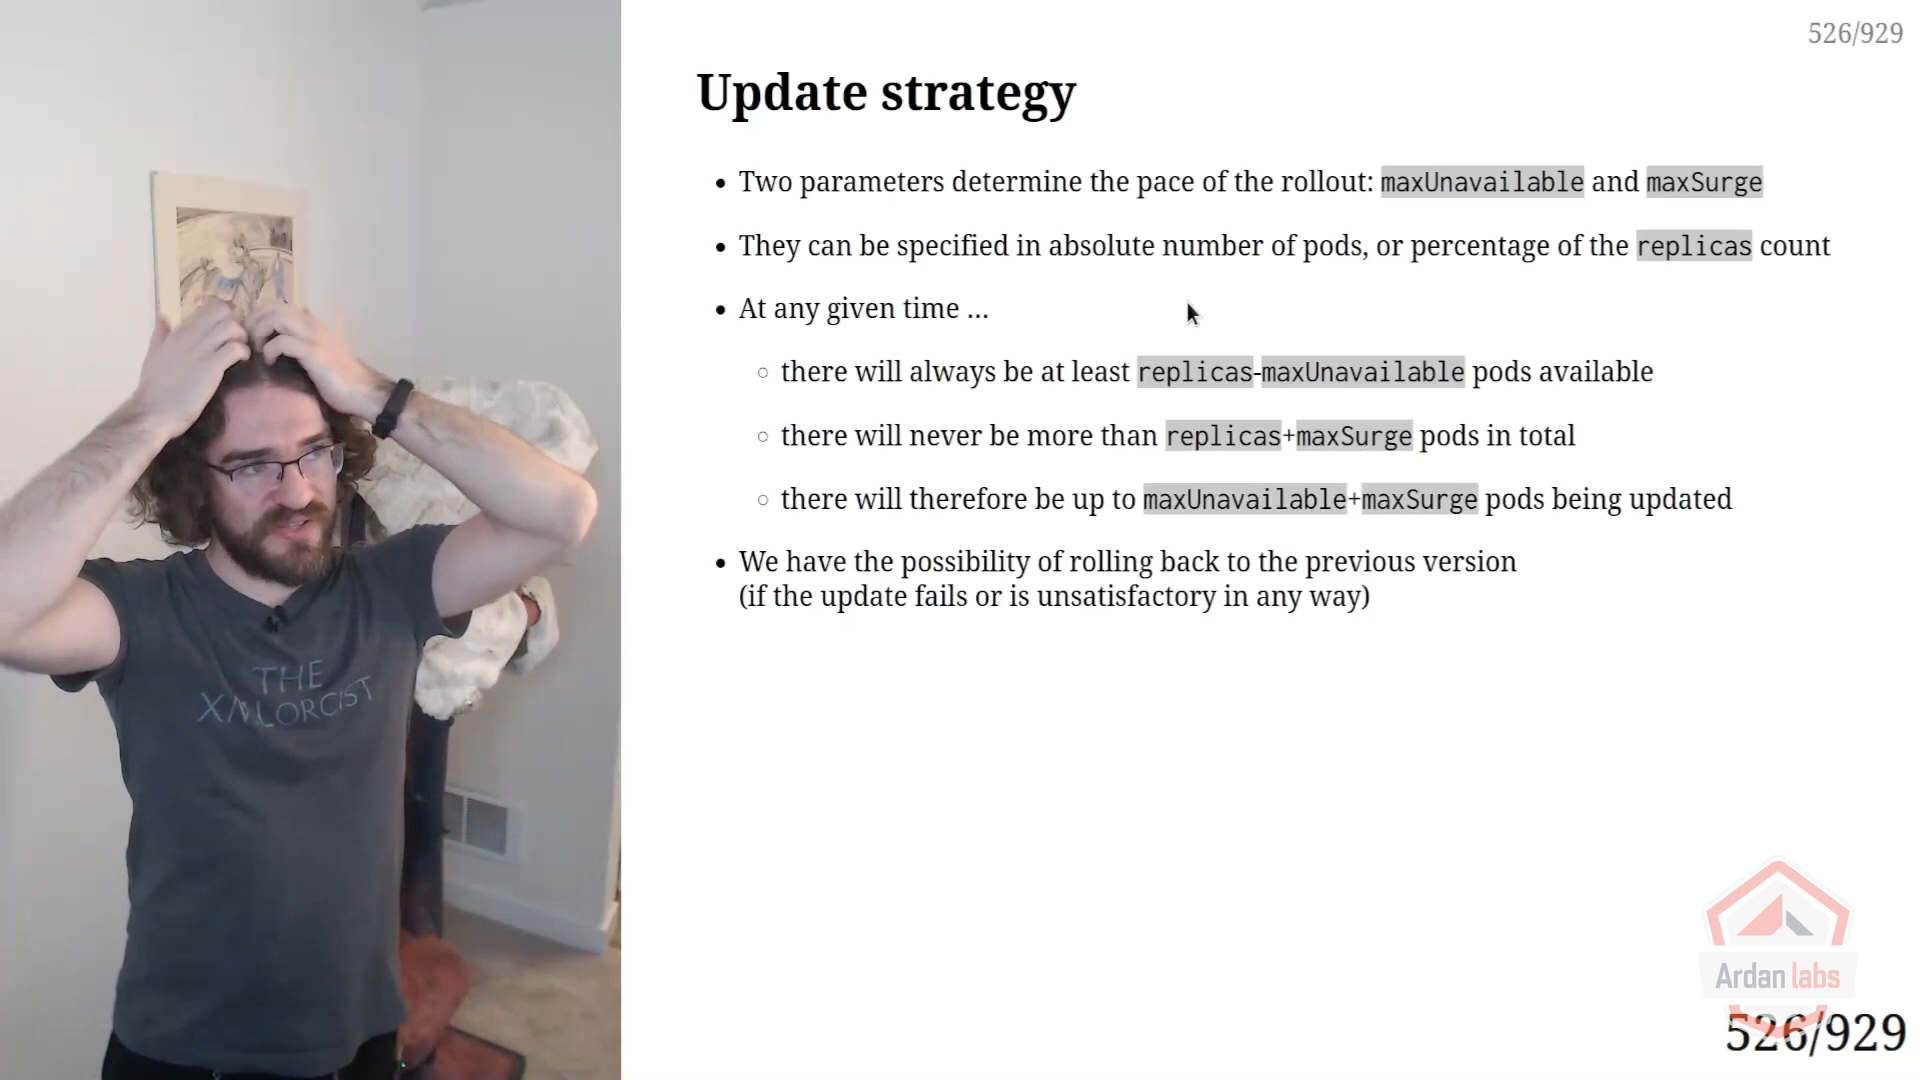 526/929
Update strategy
• Two parameters determine the pace of the rollout: maxUnavailable and maxSurge
• They can be specified in absolute number of pods, or percentage of the replicas count
• At any given time ...
○ there will always be at least replicas-maxUnavailable pods available
○ there will never be more than replicas+maxSurge pods in total
○ there will therefore be up to maxUnavailable+maxSurge pods being updated
• We have the possibility of rolling back to the previous version
(if the update fails or is unsatisfactory in any way)
THE
XMLORCIST
Ardan labs
526/929